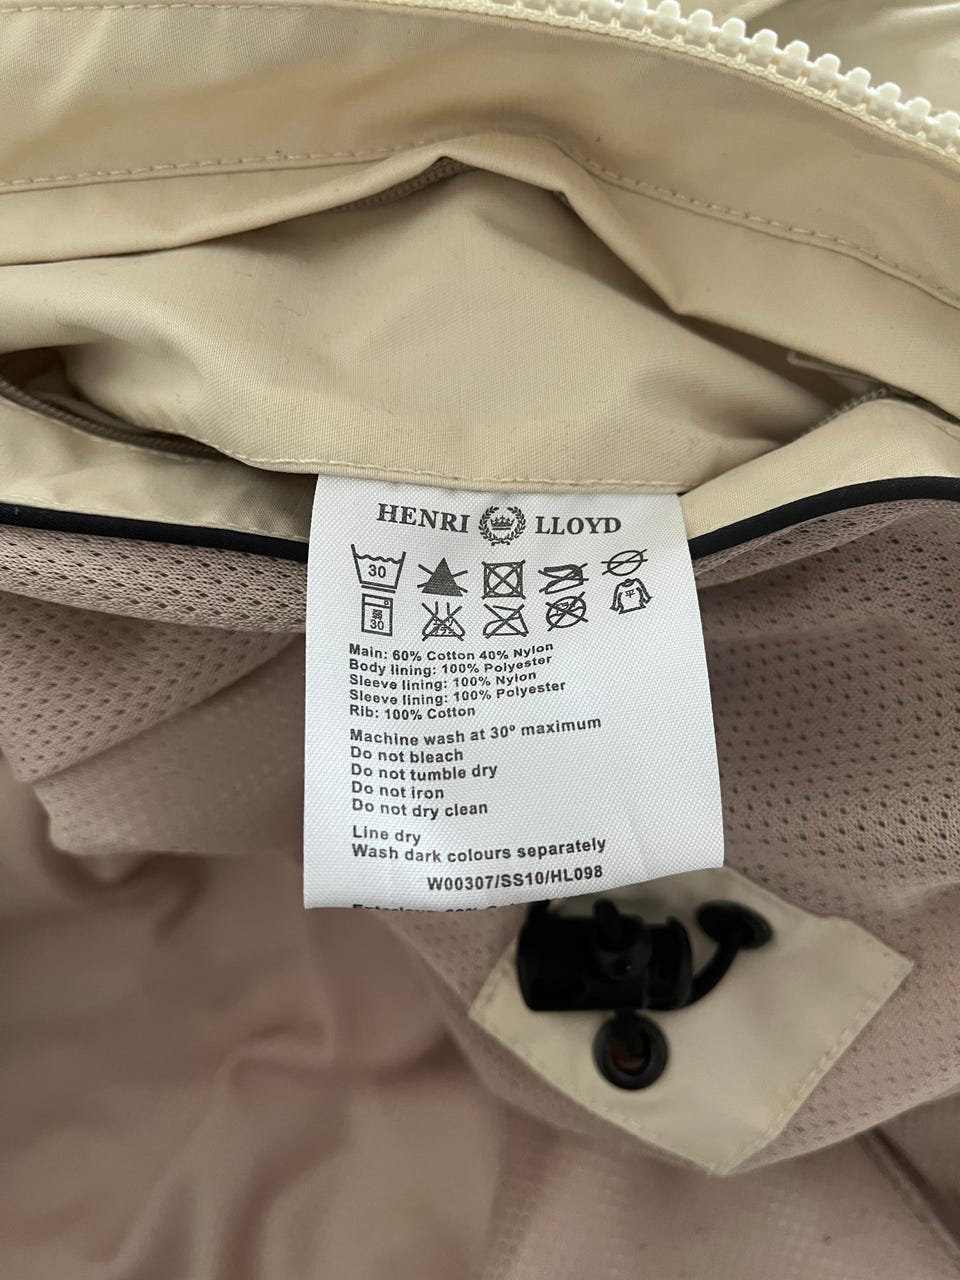 HENRI LLOYD
30
30 平
Main: 60% Cotton 40% Nylon
Body lining: 100% Polyester
Sleeve lining: 100% Nylon
Sleeve lining: 100% Polyester
Rib: 100% Cotton
Machine wash at 30º maximum
Do not bleach
Do not tumble dry
Do not iron
Do not dry clean
Line dry
Wash dark colours separately
W00307/SS10/HL098